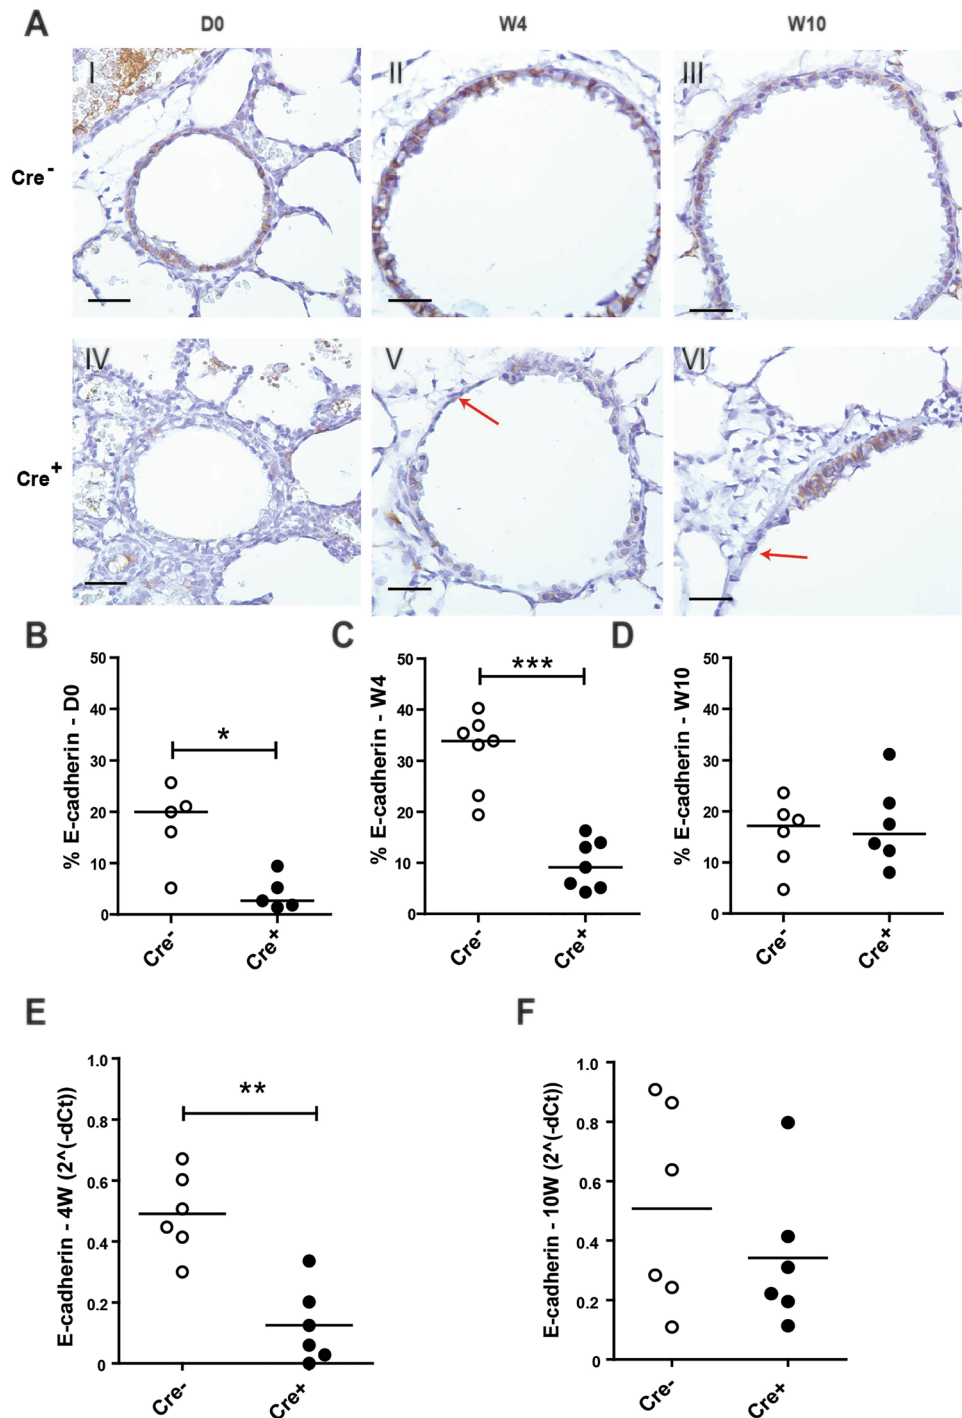 A
D0
W4
W10
Cre-
I
II
III
Cre+
IV
V
VI
B
% E-cadherin - D0
50
40
30
20
10
0
*
Cre-
Cre+
C
% E-cadherin - W4
50
40
30
20
10
0
***
Cre-
Cre+
D
% E-cadherin - W10
50
40
30
20
10
0
Cre-
Cre+
E
E-cadherin - 4W (2^(-dCt))
1.0
0.8
0.6
0.4
0.2
0
**
Cre-
Cre+
F
E-cadherin - 10W (2^(-dCt))
1.0
0.8
0.6
0.4
0.2
0
Cre-
Cre+